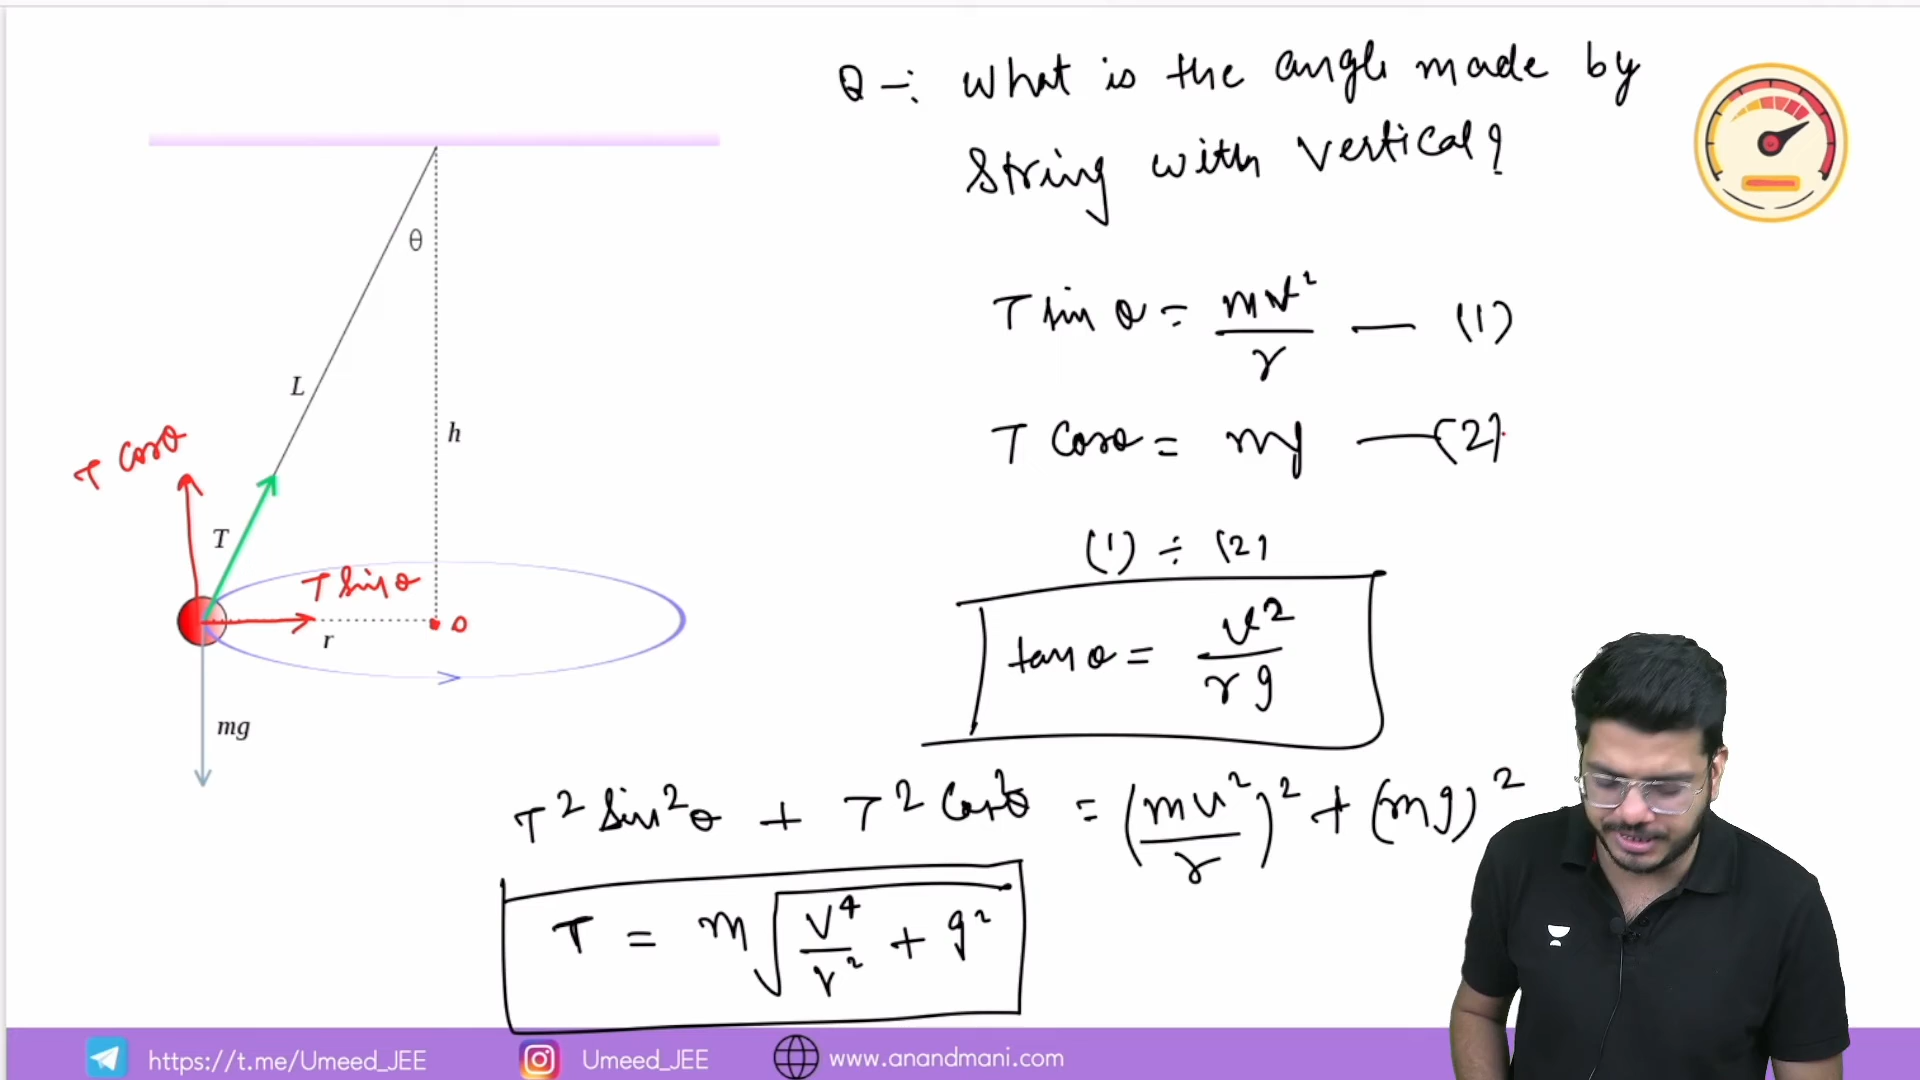 Q -: What is the angle made by
String with Vertical?
θ
L
h
T Cosθ
T
T Sinθ
r
O
mg
T sin θ = mv²/r — (1)
T Cosθ = mg — (2)
(1) ÷ (2)
tan θ = v²/rg
T² Sin²θ + T² Cos²θ = (mv²/r)² + (mg)²
T = m√(v⁴/r² + g²)
https://t.me/Umeed_JEE Umeed_JEE www.anandmani.com